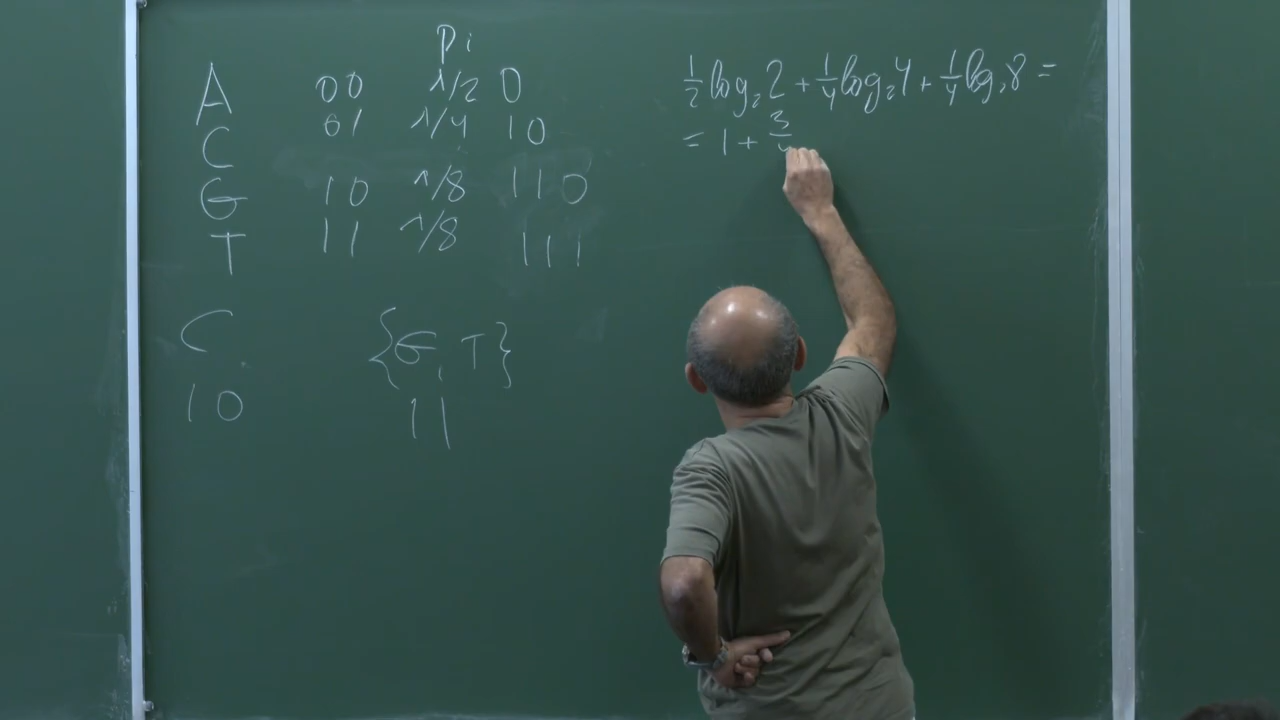 Pi
A 00 1/2 0
C 01 1/4 10
G 10 1/8 110
T 11 1/8 111
C {G, T}
10 11
1/2 log₂ 2 + 1/4 log₂ 4 + 1/4 log₂ 8 =
= 1 + 3/4